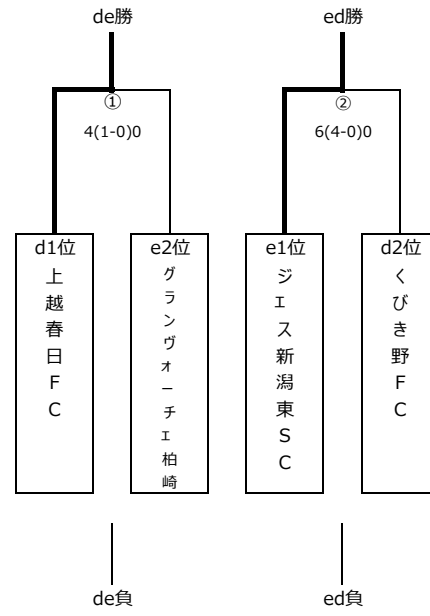 de勝
ed勝
①
②
4(1-0)0
6(4-0)0
d1位
上越春日FC
e2位
グランヴォーチェ柏崎
e1位
ジェス新潟東SC
d2位
くびき野FC
de負
ed負